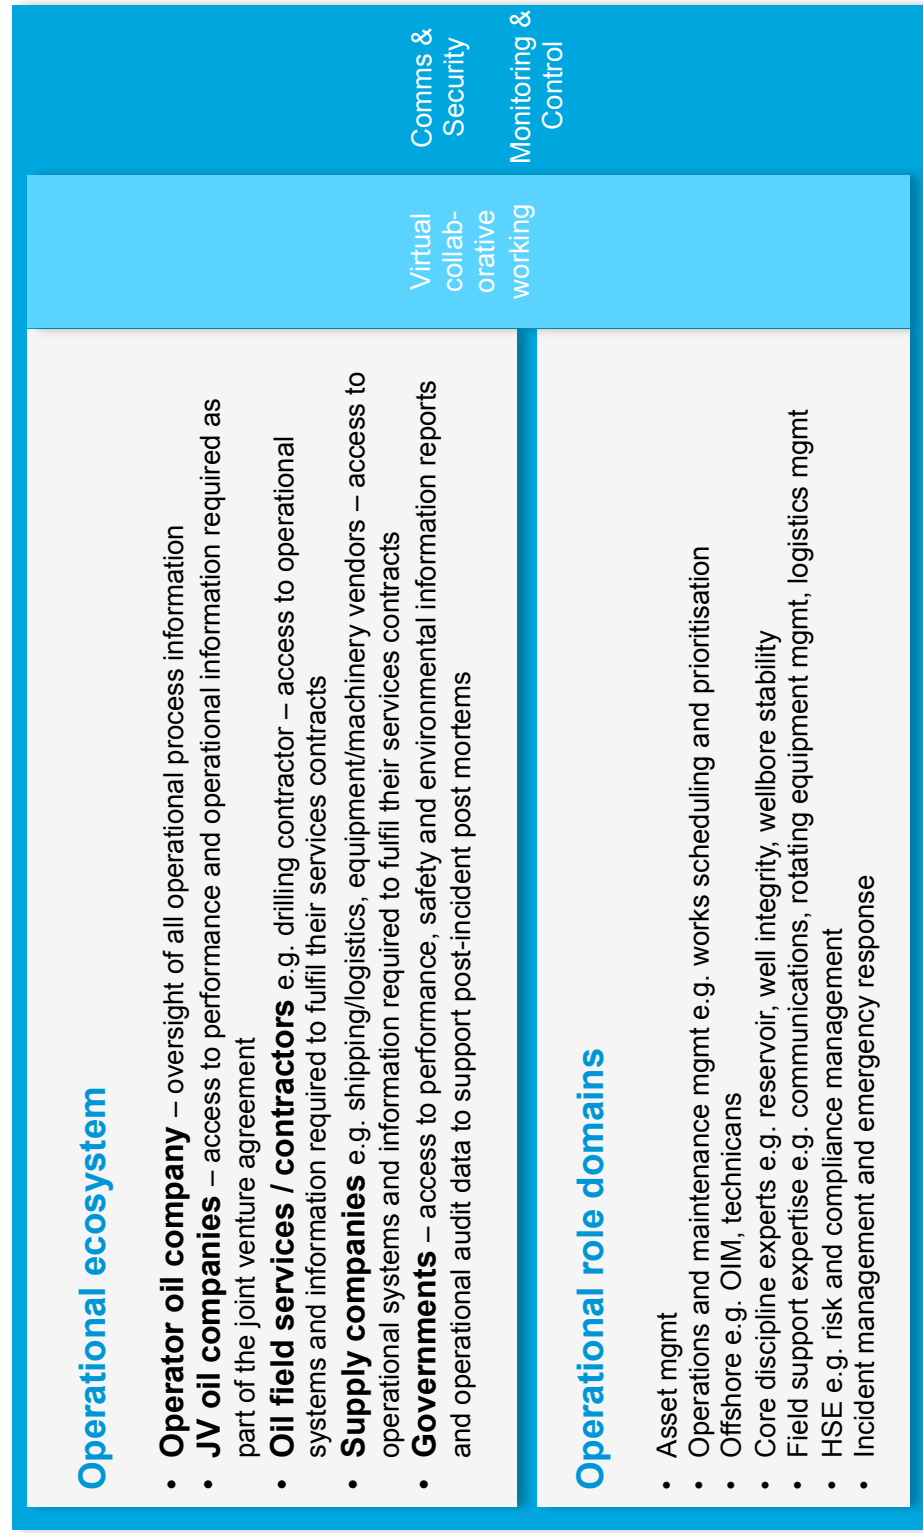 Operational ecosystem
• Operator oil company – oversight of all operational process information
• JV oil companies – access to performance and operational information required as
part of the joint venture agreement
• Oil field services / contractors e.g. drilling contractor – access to operational
systems and information required to fulfil their services contracts
• Supply companies e.g. shipping/logistics, equipment/machinery vendors – access to
operational systems and information required to fulfil their services contracts
• Governments – access to performance, safety and environmental information reports
and operational audit data to support post-incident post mortems
Operational role domains
• Asset mgmt
• Operations and maintenance mgmt e.g. works scheduling and prioritisation
• Offshore e.g. OIM, technicans
• Core discipline experts e.g. reservoir, well integrity, wellbore stability
• Field support expertise e.g. communications, rotating equipment mgmt, logistics mgmt
• HSE e.g. risk and compliance management
• Incident management and emergency response
Virtual
collab-
orative
working
Comms &
Security
Monitoring &
Control